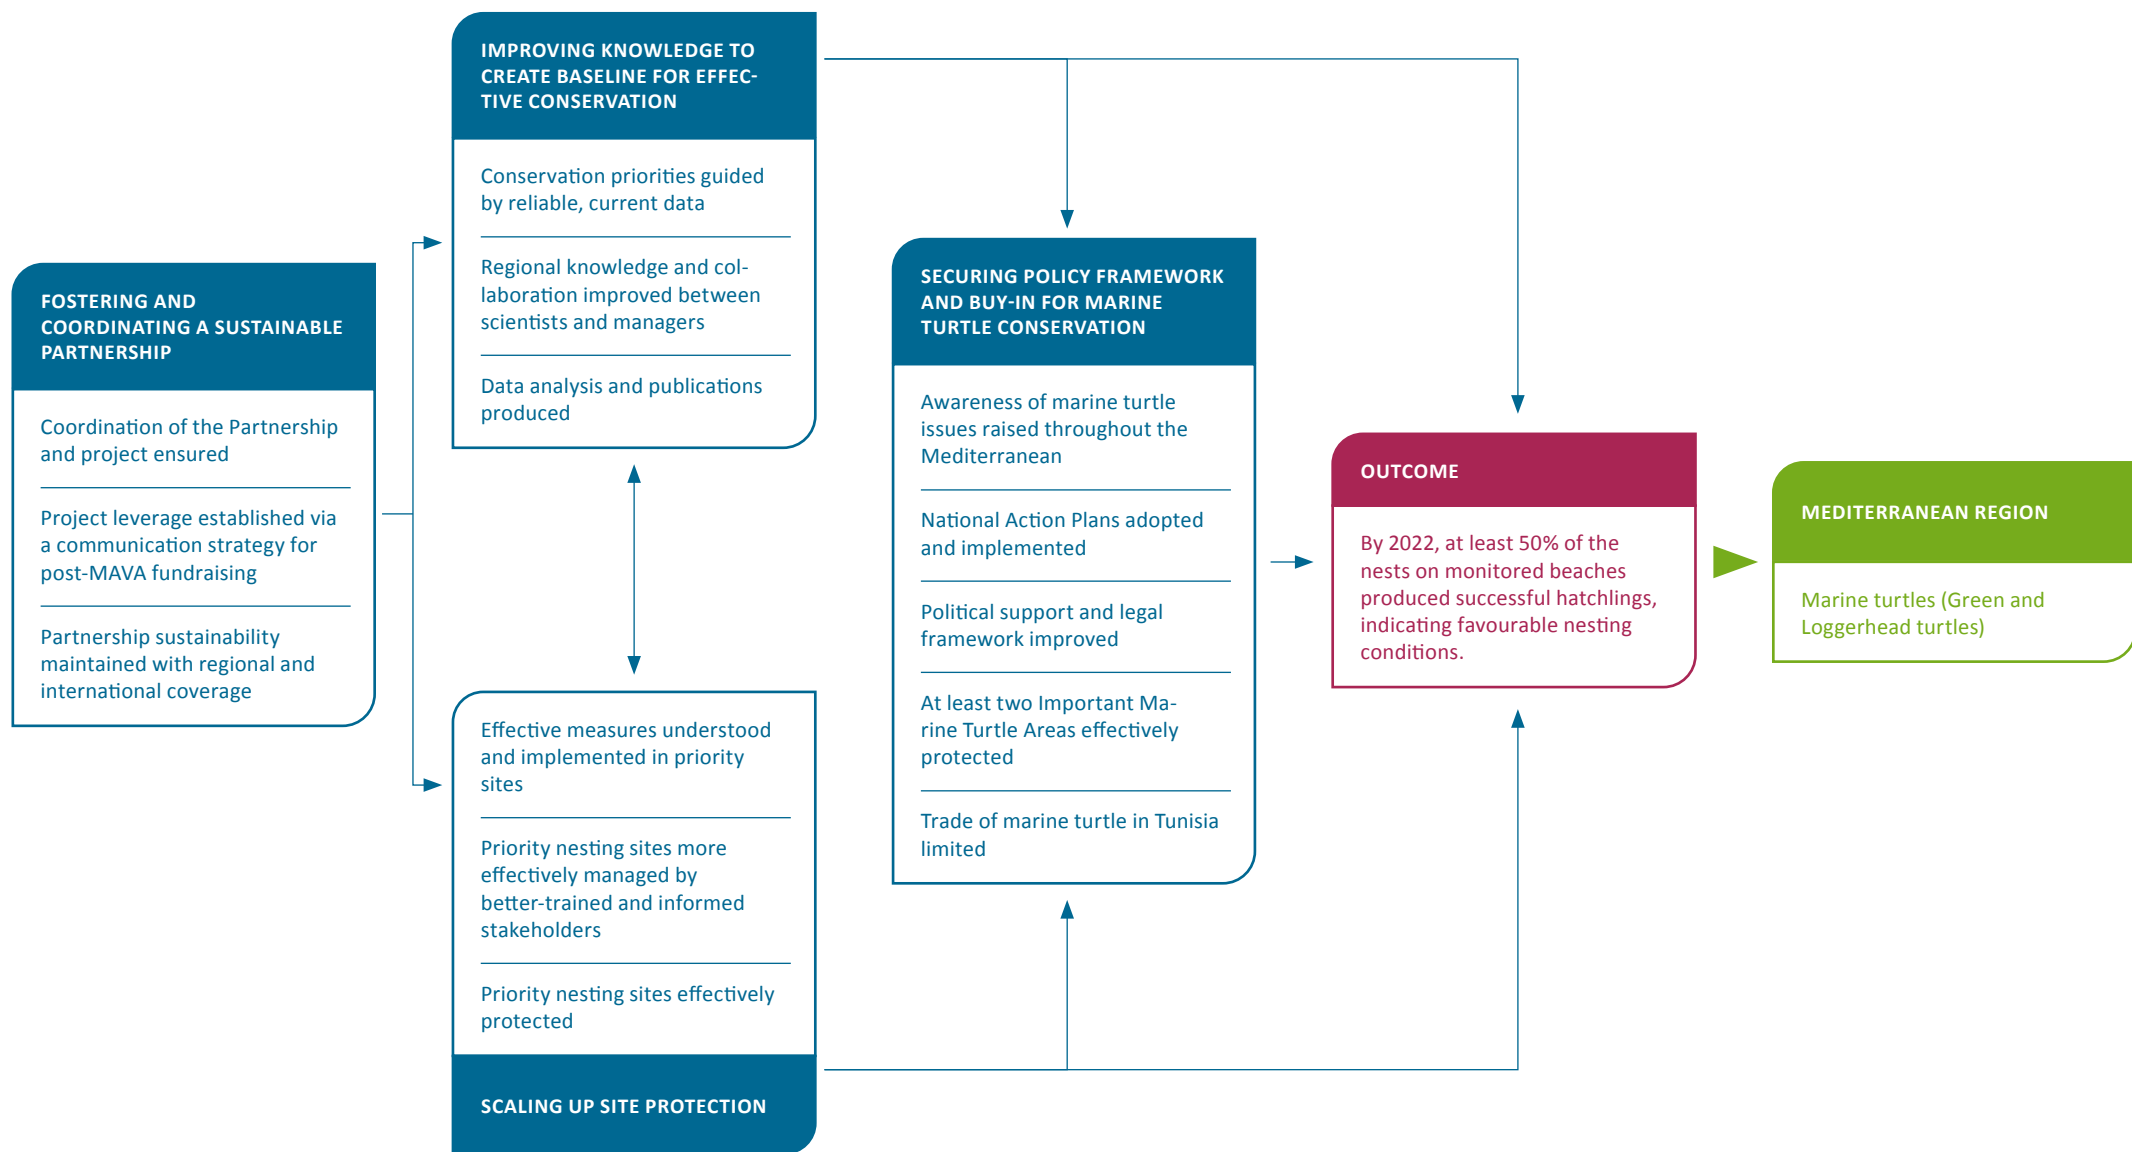 FOSTERING AND
COORDINATING A SUSTAINABLE
PARTNERSHIP
Coordination of the Partnership
and project ensured
Project leverage established via
a communication strategy for
post-MAVA fundraising
Partnership sustainability
maintained with regional and
international coverage
IMPROVING KNOWLEDGE TO
CREATE BASELINE FOR EFFEC-
TIVE CONSERVATION
Conservation priorities guided
by reliable, current data
Regional knowledge and col-
laboration improved between
scientists and managers
Data analysis and publications
produced
Effective measures understood
and implemented in priority
sites
Priority nesting sites more
effectively managed by
better-trained and informed
stakeholders
Priority nesting sites effectively
protected
SCALING UP SITE PROTECTION
SECURING POLICY FRAMEWORK
AND BUY-IN FOR MARINE
TURTLE CONSERVATION
Awareness of marine turtle
issues raised throughout the
Mediterranean
National Action Plans adopted
and implemented
Political support and legal
framework improved
At least two Important Ma-
rine Turtle Areas effectively
protected
Trade of marine turtle in Tunisia
limited
OUTCOME
By 2022, at least 50% of the
nests on monitored beaches
produced successful hatchlings,
indicating favourable nesting
conditions.
MEDITERRANEAN REGION
Marine turtles (Green and
Loggerhead turtles)